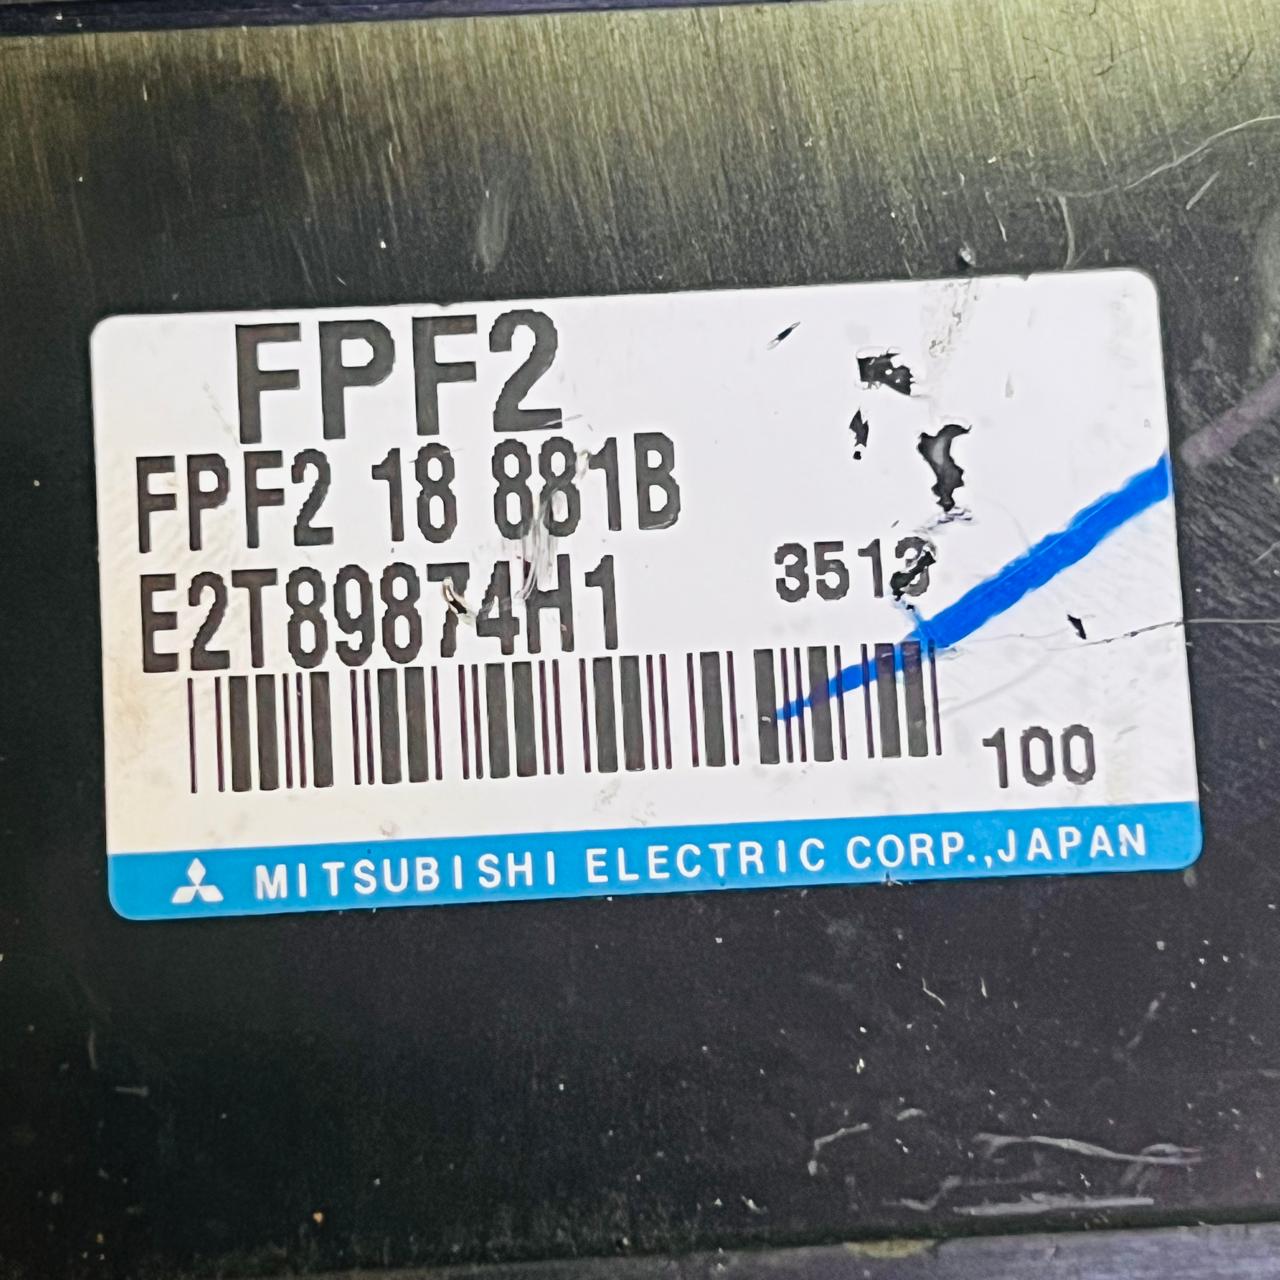 FPF2
FPF2 18 881B
E2T89874H1
3513
100
MITSUBISHI ELECTRIC CORP.,JAPAN